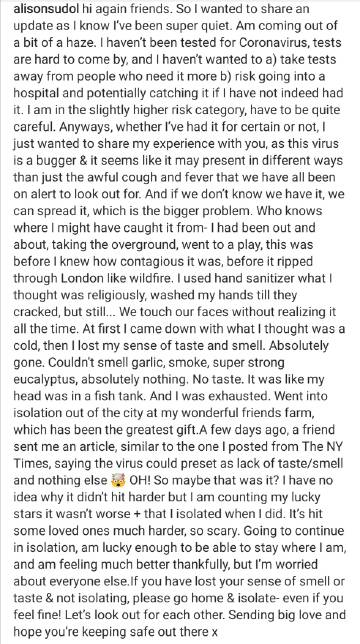 alisonsudol hi again friends. So I wanted to share an
update as I know I've been super quiet. Am coming out of
a bit of a haze. I haven't been tested for Coronavirus, tests
are hard to come by, and I haven't wanted to a) take tests
away from people who need it more b) risk going into a
hospital and potentially catching it if I have not indeed had
it. I am in the slightly higher risk category, have to be quite
careful. Anyways, whether I've had it for certain or not, I
just wanted to share my experience with you, as this virus
is a bugger & it seems like it may present in different ways
than just the awful cough and fever that we have all been
on alert to look out for. And if we don't know we have it, we
can spread it, which is the bigger problem. Who knows
where I might have caught it from- I had been out and
about, taking the overground, went to a play, this was
before I knew how contagious it was, before it ripped
through London like wildfire. I used hand sanitizer what I
thought was religiously, washed my hands till they
cracked, but still... We touch our faces without realizing it
all the time. At first I came down with what I thought was a
cold, then I lost my sense of taste and smell. Absolutely
gone. Couldn't smell garlic, smoke, super strong
eucalyptus, absolutely nothing. No taste. It was like my
head was in a fish tank. And I was exhausted. Went into
isolation out of the city at my wonderful friends farm,
which has been the greatest gift.A few days ago, a friend
sent me an article, similar to the one I posted from The NY
Times, saying the virus could preset as lack of taste/smell
and nothing else 🤯 OH! So maybe that was it? I have no
idea why it didn't hit harder but I am counting my lucky
stars it wasn't worse + that I isolated when I did. It's hit
some loved ones much harder, so scary. Going to continue
in isolation, am lucky enough to be able to stay where I am,
and am feeling much better thankfully, but I'm worried
about everyone else.If you have lost your sense of smell or
taste & not isolating, please go home & isolate- even if you
feel fine! Let's look out for each other. Sending big love and
hope you're keeping safe out there x